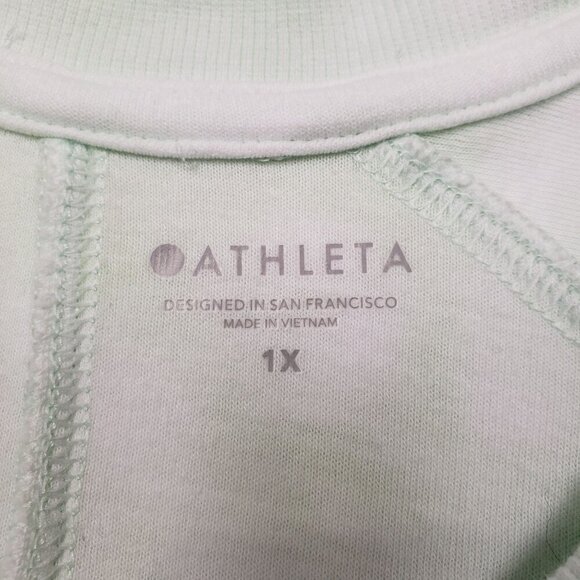 ATHLETA
DESIGNED IN SAN FRANCISCO
MADE IN VIETNAM
1X